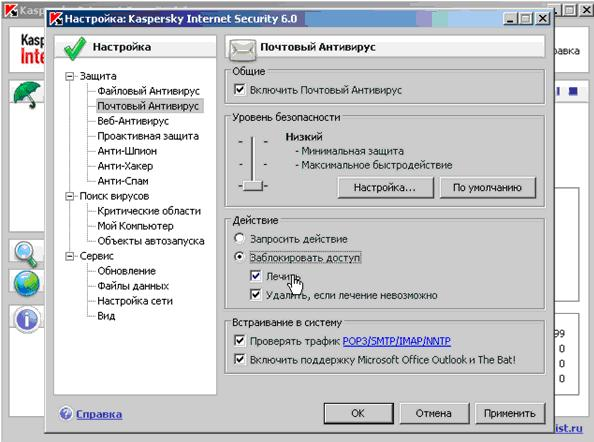 Настройка: Kaspersky Internet Security 6.0
Kasp
Inte
авка
Настройка
Защита
Файловый Антивирус
Почтовый Антивирус
Веб-Антивирус
Проактивная защита
Анти-Шпион
Анти-Хакер
Анти-Спам
Поиск вирусов
Критические области
Мой Компьютер
Объекты автозапуска
Сервис
Обновление
Файлы данных
Настройка сети
Вид
Почтовый Антивирус
Общие
Включить Почтовый Антивирус
Уровень безопасности
Низкий
- Минимальная защита
- Максимальное быстродействие
Настройка...
По умолчанию
Действие
Запросить действие
Заблокировать доступ
Лечить
Удалить, если лечение невозможно
Встраивание в систему
Проверять трафик POP3/SMTP/IMAP/NNTP
Включить поддержку Microsoft Office Outlook и The Bat!
99
0
0
0
Справка
OK
Отмена
Применить
ist.ru